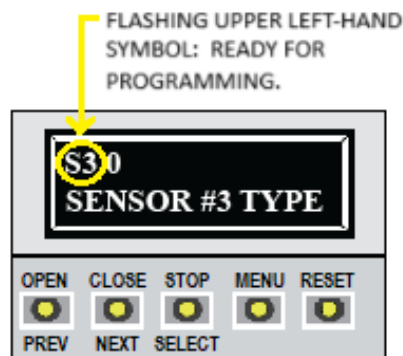 FLASHING UPPER LEFT-HAND
SYMBOL: READY FOR
PROGRAMMING.
S3 0
SENSOR #3 TYPE
OPEN CLOSE STOP MENU RESET
PREV NEXT SELECT